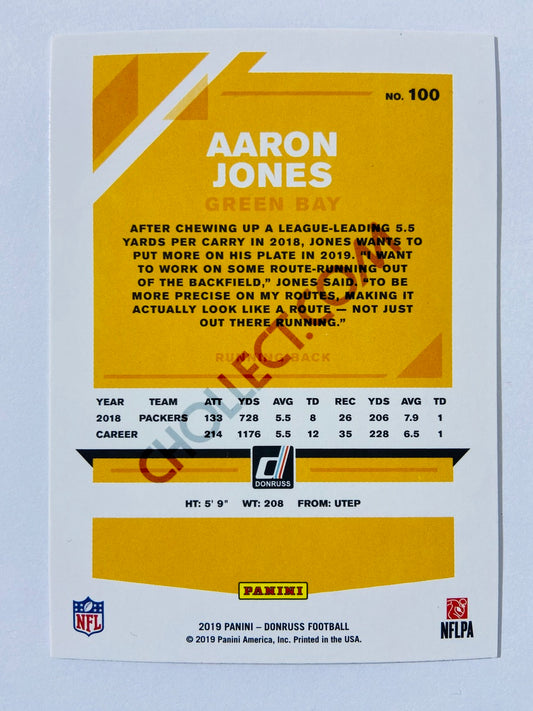 NO. 100
AARON
JONES
GREEN BAY
AFTER CHEWING UP A LEAGUE-LEADING 5.5
YARDS PER CARRY IN 2018, JONES WANTS TO
PUT MORE ON HIS PLATE IN 2019. "I WANT
TO WORK ON SOME ROUTE-RUNNING OUT
OF THE BACKFIELD," JONES SAID. "TO BE
MORE PRECISE ON MY ROUTES, MAKING IT
ACTUALLY LOOK LIKE A ROUTE — NOT JUST
OUT THERE RUNNING."
RUNNING BACK
CHOLLECT.COM
YEAR TEAM ATT YDS AVG TD REC YDS AVG TD
2018 PACKERS 133 728 5.5 8 26 206 7.9 1
CAREER 214 1176 5.5 12 35 228 6.5 1
d
DONRUSS
HT: 5' 9" WT: 208 FROM: UTEP
PANINI
NFL
2019 PANINI – DONRUSS FOOTBALL
© 2019 Panini America, Inc. Printed in the USA.
NFLPA